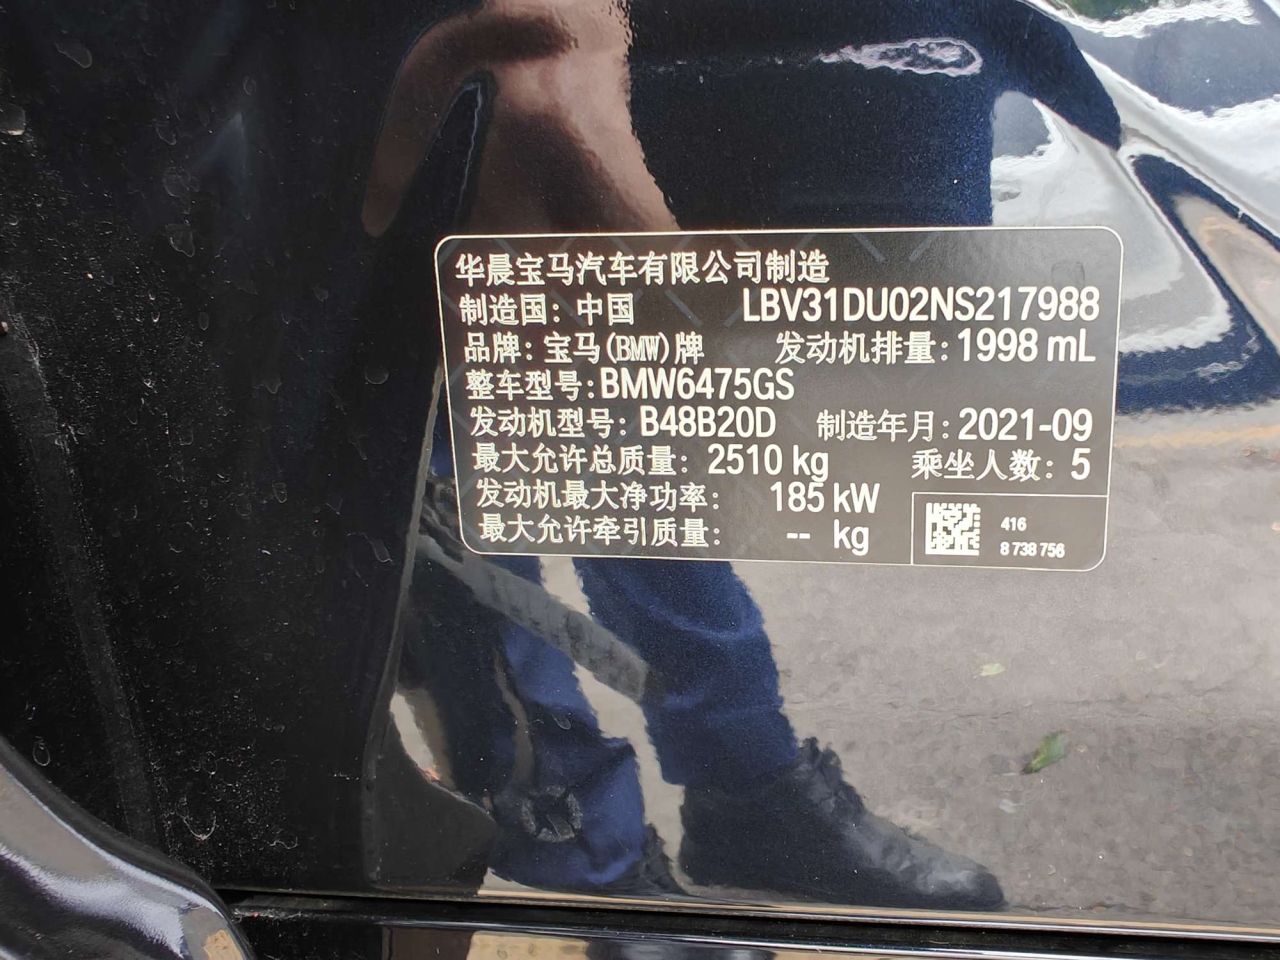 华晨宝马汽车有限公司制造
制造国：中国 LBV31DU02NS217988
品牌：宝马(BMW)牌 发动机排量：1998 mL
整车型号：BMW6475GS
发动机型号：B48B20D 制造年月：2021-09
最大允许总质量：2510 kg 乘坐人数：5
发动机最大净功率：185 kW
最大允许牵引质量：-- kg
416
8 738 756